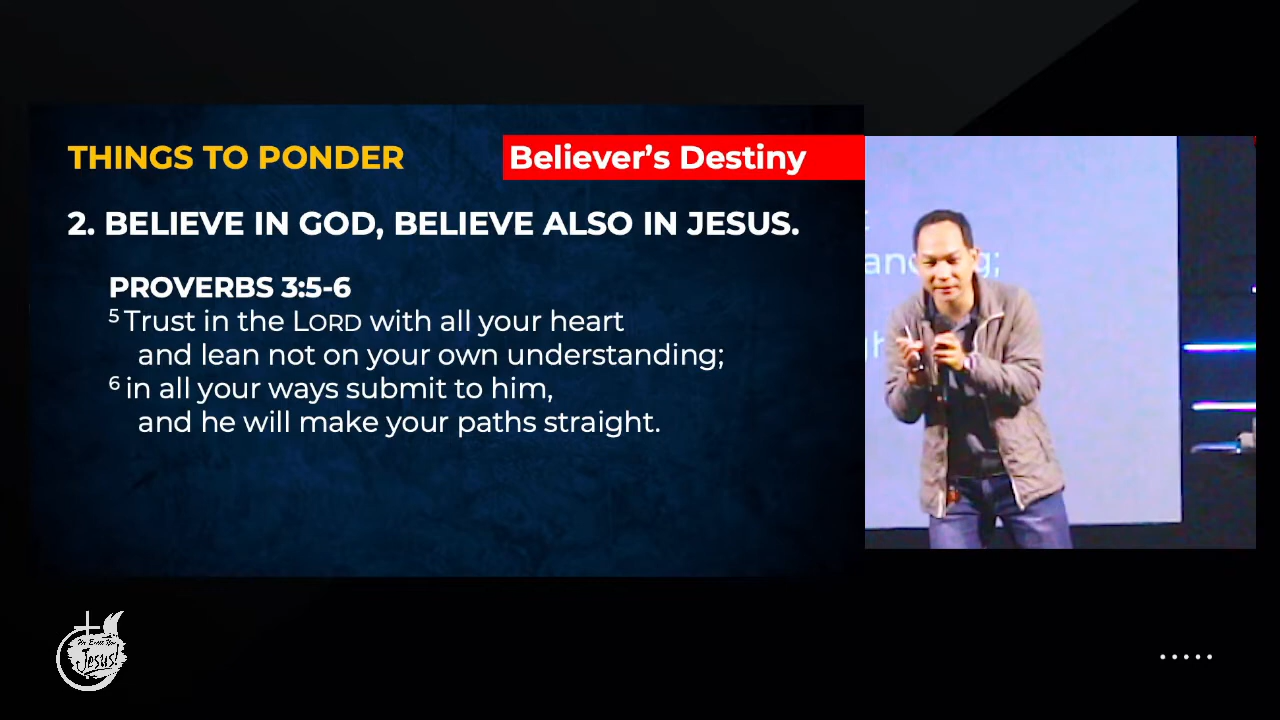 THINGS TO PONDER
Believer’s Destiny
2. BELIEVE IN GOD, BELIEVE ALSO IN JESUS.
PROVERBS 3:5-6
5 Trust in the LORD with all your heart
and lean not on your own understanding;
6 in all your ways submit to him,
and he will make your paths straight.
Jesus!